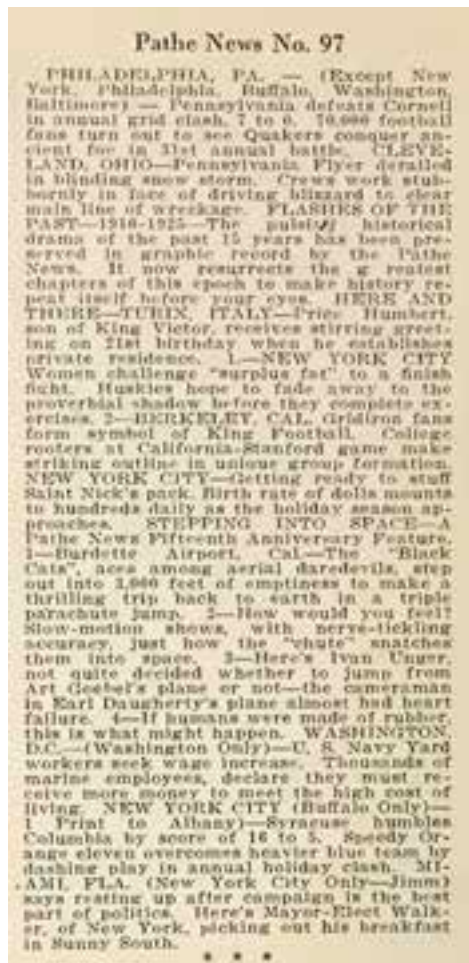 Pathe News No. 97
PHILADELPHIA, PA. — (Except New
York, Philadelphia, Buffalo, Washington,
Baltimore) — Pennsylvania defeats Cornell
in annual grid clash, 7 to 0. 70,000 football
fans turn out to see Quakers conquer an-
cient foe in 31st annual battle. CLEVE-
LAND, OHIO—Pennsylvania Flyer derailed
in blinding snow storm. Crews work stub-
bornly in face of driving blizzard to clear
main line of wreckage. FLASHES OF THE
PAST—1910-1925—The pulsing historical
drama of the past 15 years has been pre-
served in graphic record by the Pathe
News. It now resurrects the g reatest
chapters of this epoch to make history re-
peat itself before your eyes. HERE AND
THERE—TURIN, ITALY—Price Humbert,
son of King Victor, receives stirring greet-
ing on 21st birthday when he establishes
private residence. 1.—NEW YORK CITY
Women challenge "surplus fat" to a finish
fight. Huskies hope to fade away to the
proverbial shadow before they complete ex-
ercises. 2—BERKELEY, CAL. Gridiron fans
form symbol of King Football. College
rooters at California-Stanford game make
striking outline in unique group formation.
NEW YORK CITY—Getting ready to stuff
Saint Nick's pack. Birth rate of dolls mounts
to hundreds daily as the holiday season ap-
proaches. STEPPING INTO SPACE—A
Pathe News Fifteenth Anniversary Feature.
1—Burdette Airport, Cal.—The "Black
Cats", aces among aerial daredevils, step
out into 3,000 feet of emptiness to make a
thrilling trip back to earth in a triple
parachute jump. 2—How would you feel?
Slow-motion shows, with nerve-tickling
accuracy, just how the "chute" snatches
them into space. 3—Here's Ivan Unger,
not quite decided whether to jump from
Art Goebel's plane or not—the cameraman
in Earl Daugherty's plane almost had heart
failure. 4—If humans were made of rubber,
this is what might happen. WASHINGTON,
D.C.—(Washington Only)—U. S. Navy Yard
workers seek wage increase. Thousands of
marine employees, declare they must re-
ceive more money to meet the high cost of
living. NEW YORK CITY (Buffalo Only)—
1 Print to Albany)—Syracuse humbles
Columbia by score of 16 to 5. Speedy Or-
ange eleven overcomes heavier blue team by
dashing play in annual holiday clash. MI-
AMI, FLA. (New York City Only—Jimm)
says resting up after campaign is the best
part of politics. Here's Mayor-Elect Walk-
er, of New York, picking out his breakfast
in Sunny South.
* * *